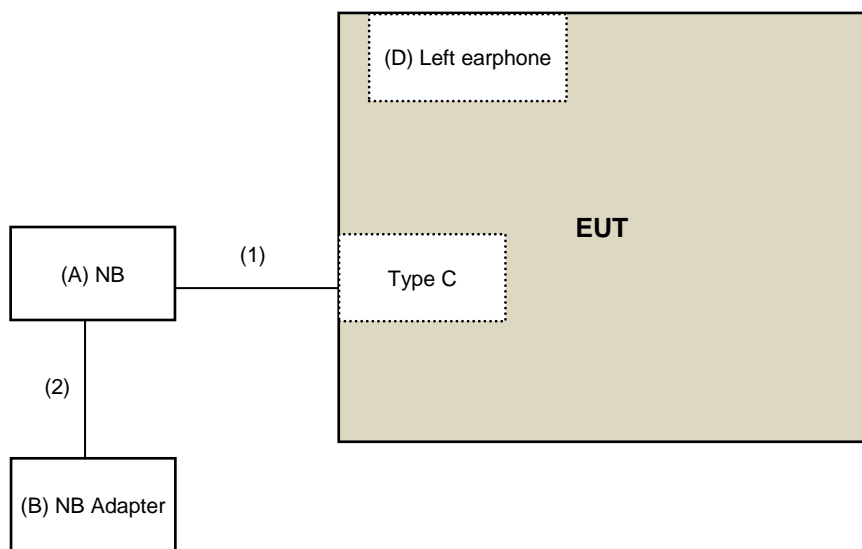 (D) Left earphone
EUT
(1)
(A) NB
Type C
(2)
(B) NB Adapter